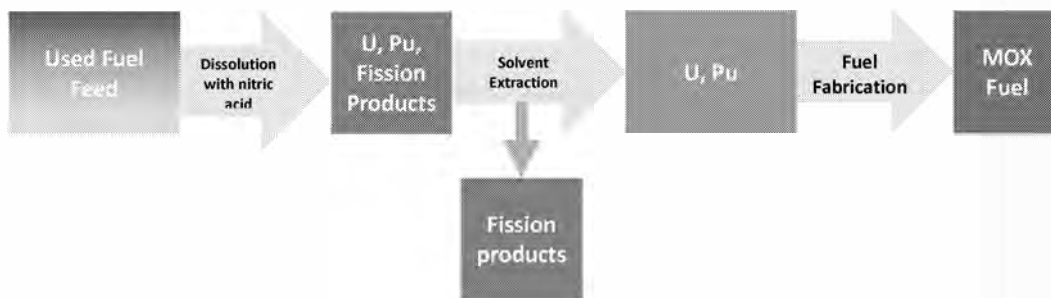 Used Fuel
Feed
Dissolution
with nitric
acid
U, Pu,
Fission
Products
Solvent
Extraction
U, Pu
Fuel
Fabrication
MOX
Fuel
Fission
products